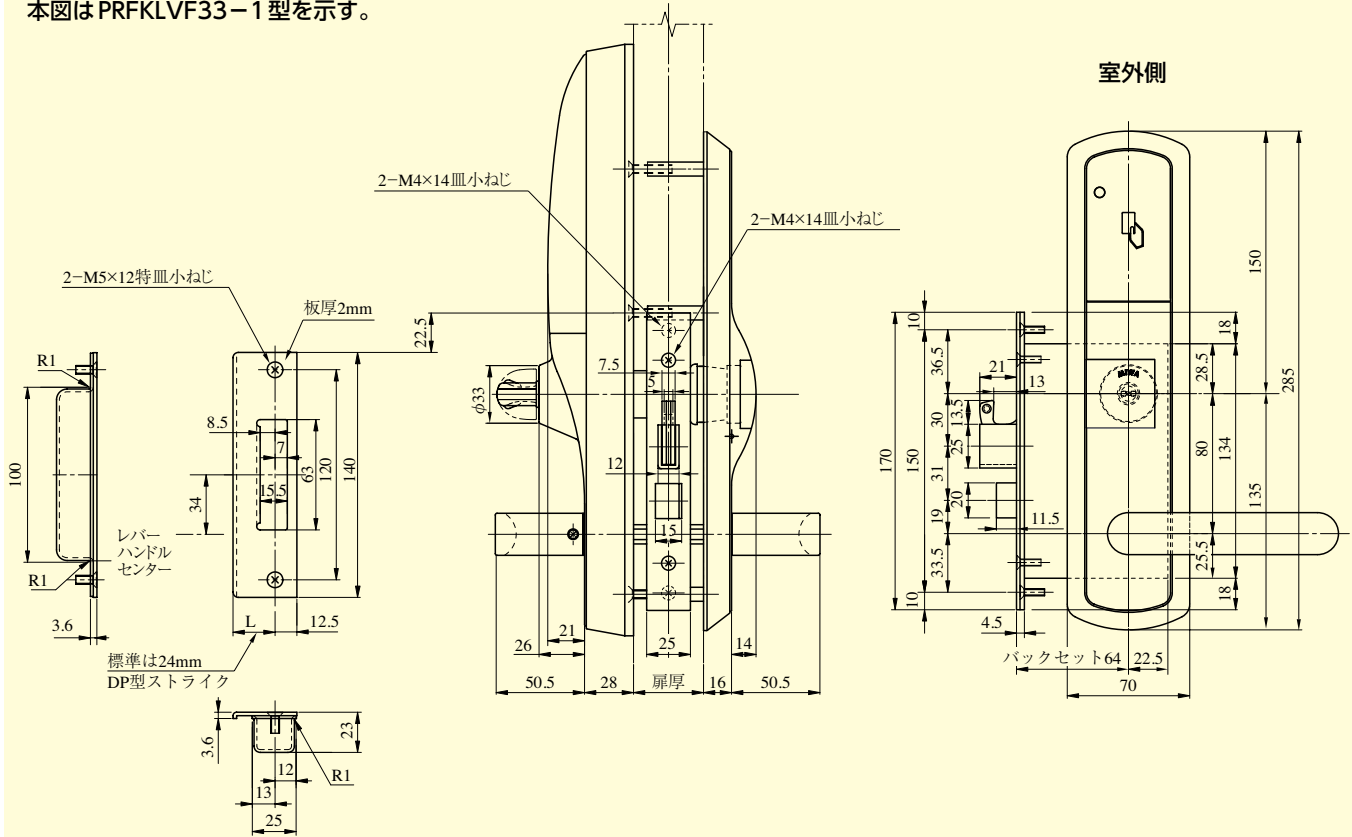 本図はPRFKLVF33－1型を示す。
室外側
2−M4×14皿小ねじ
2−M4×14皿小ねじ
2−M5×12特皿小ねじ
板厚2mm
R1
R1
100
3.6
8.5
7
15.5
34
63
120
140
22.5
レバー
ハンドル
センター
L
12.5
標準は24mm
DP型ストライク
3.6
23
12
13
25
R1
φ33
7.5
5
12
15
21
26
25
14
50.5
28
扉厚
16
50.5
MIWA
10
36.5
30
31
19
33.5
10
170
150
21
13
13.5
25
20
11.5
4.5
18
28.5
80
134
25.5
18
150
135
285
バックセット64
22.5
70